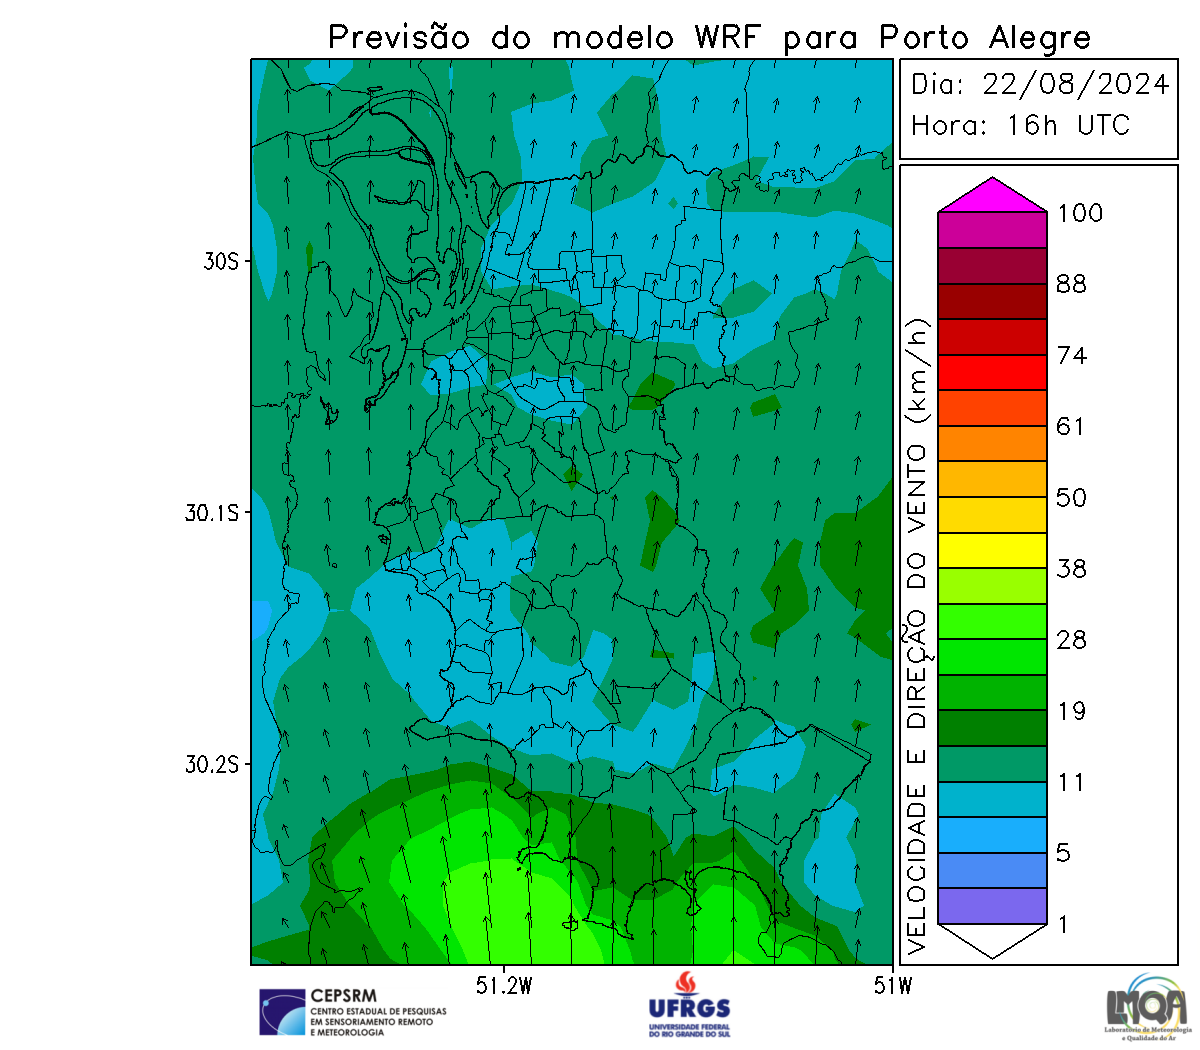 Previsão do modelo WRF para Porto Alegre
Dia: 22/08/2024
Hora: 16h UTC
30S
30.1S
30.2S
51.2W
51W
VELOCIDADE E DIREÇÃO DO VENTO (km/h)
100
88
74
61
50
38
28
19
11
5
1
CEPSRM
CENTRO ESTADUAL DE PESQUISAS
EM SENSORIAMENTO REMOTO
E METEOROLOGIA
UFRGS
UNIVERSIDADE FEDERAL
DO RIO GRANDE DO SUL
LMQA
Laboratório de Meteorologia
e Qualidade do Ar